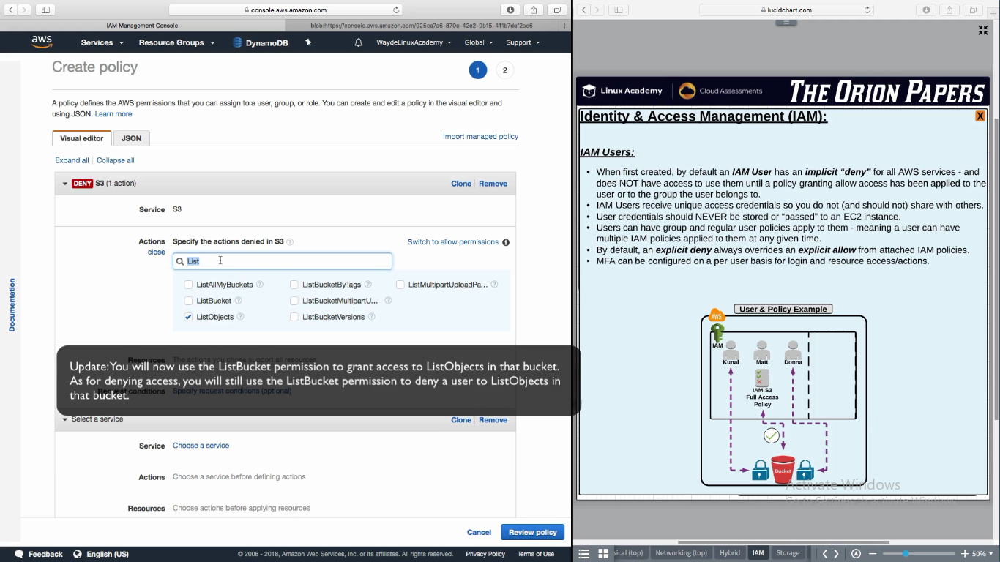 console.aws.amazon.com
IAM Management Console
blob:https://console.aws.amazon.com/925ea7a6-870c-42c2-9b15-411b7daf2ae6
aws
Services
Resource Groups
DynamoDB
WaydeLinuxAcademy
Global
Support
Create policy
1
2
A policy defines the AWS permissions that you can assign to a user, group, or role. You can create and edit a policy in the visual editor and
using JSON. Learn more
Visual editor
JSON
Import managed policy
Expand all
Collapse all
DENY S3 (1 action)
Clone
Remove
Service
S3
Actions
close
Specify the actions denied in S3
Switch to allow permissions
List
ListAllMyBuckets
ListBucketByTags
ListMultipartUploadPa...
ListBucket
ListBucketMultipartU...
ListObjects
ListBucketVersions
Resources
The actions you chose support all resources.
Request conditions
Specify request conditions (optional)
Update: You will now use the ListBucket permission to grant access to ListObjects in that bucket.
As for denying access, you will still use the ListBucket permission to deny a user to ListObjects in
that bucket.
Select a service
Clone
Remove
Service
Choose a service
Actions
Choose a service before defining actions
Resources
Choose actions before applying resources
Cancel
Review policy
Documentation
Feedback
English (US)
© 2008 - 2018, Amazon Web Services, Inc. or its affiliates. All rights reserved.
Privacy Policy
Terms of Use
lucidchart.com
Linux Academy
Cloud Assessments
THE ORION PAPERS
Identity & Access Management (IAM):
X
IAM Users:
• When first created, by default an IAM User has an implicit “deny” for all AWS services - and
does NOT have access to use them until a policy granting allow access has been applied to the
user or to the group the user belongs to.
• IAM Users receive unique access credentials so you do not (and should not) share with others.
• User credentials should NEVER be stored or “passed” to an EC2 instance.
• Users can have group and regular user policies apply to them - meaning a user can have
multiple IAM policies applied to them at any given time.
• By default, an explicit deny always overrides an explicit allow from attached IAM policies.
• MFA can be configured on a per user basis for login and resource access/actions.
User & Policy Example
AWS
IAM
Kunal
Matt
Donna
IAM S3
Full Access
Policy
Bucket
Activate Windows
Go to Settings to activate Windows.
sical (top)
Networking (top)
Hybrid
IAM
Storage
50%